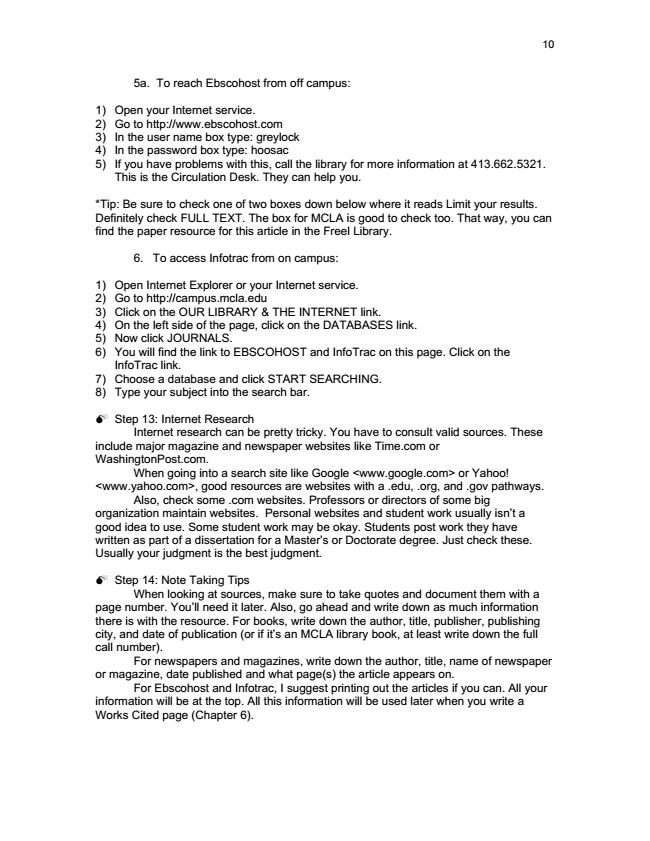 10
5a. To reach Ebscohost from off campus:
1) Open your Internet service.
2) Go to http://www.ebscohost.com
3) In the user name box type: greylock
4) In the password box type: hoosac
5) If you have problems with this, call the library for more information at 413.662.5321.
This is the Circulation Desk. They can help you.
*Tip: Be sure to check one of two boxes down below where it reads Limit your results.
Definitely check FULL TEXT. The box for MCLA is good to check too. That way, you can
find the paper resource for this article in the Freel Library.
6. To access Infotrac from on campus:
1) Open Internet Explorer or your Internet service.
2) Go to http://campus.mcla.edu
3) Click on the OUR LIBRARY & THE INTERNET link.
4) On the left side of the page, click on the DATABASES link.
5) Now click JOURNALS.
6) You will find the link to EBSCOHOST and InfoTrac on this page. Click on the
InfoTrac link.
7) Choose a database and click START SEARCHING.
8) Type your subject into the search bar.
Step 13: Internet Research
Internet research can be pretty tricky. You have to consult valid sources. These
include major magazine and newspaper websites like Time.com or
WashingtonPost.com.
When going into a search site like Google <www.google.com> or Yahoo!
<www.yahoo.com>, good resources are websites with a .edu, .org, and .gov pathways.
Also, check some .com websites. Professors or directors of some big
organization maintain websites. Personal websites and student work usually isn't a
good idea to use. Some student work may be okay. Students post work they have
written as part of a dissertation for a Master's or Doctorate degree. Just check these.
Usually your judgment is the best judgment.
Step 14: Note Taking Tips
When looking at sources, make sure to take quotes and document them with a
page number. You'll need it later. Also, go ahead and write down as much information
there is with the resource. For books, write down the author, title, publisher, publishing
city, and date of publication (or if it's an MCLA library book, at least write down the full
call number).
For newspapers and magazines, write down the author, title, name of newspaper
or magazine, date published and what page(s) the article appears on.
For Ebscohost and Infotrac, I suggest printing out the articles if you can. All your
information will be at the top. All this information will be used later when you write a
Works Cited page (Chapter 6).